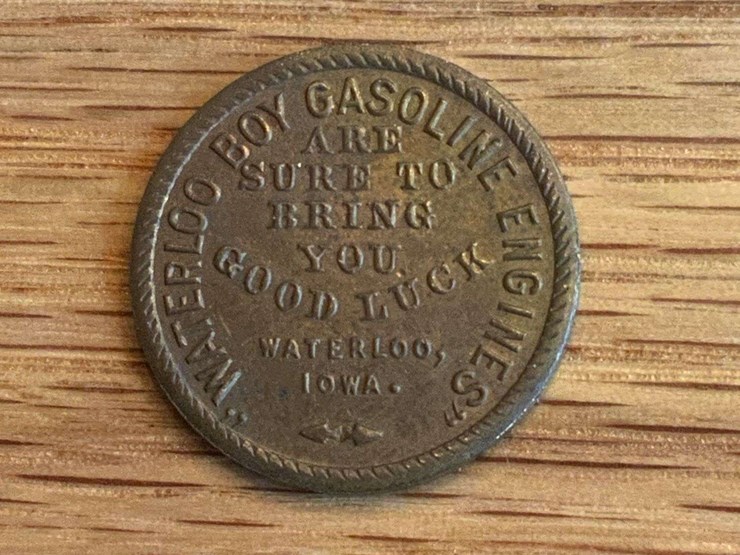 "WATERLOO BOY GASOLINE ENGINES"
ARE
SURE TO
BRING
YOU
GOOD LUCK
WATERLOO,
IOWA.